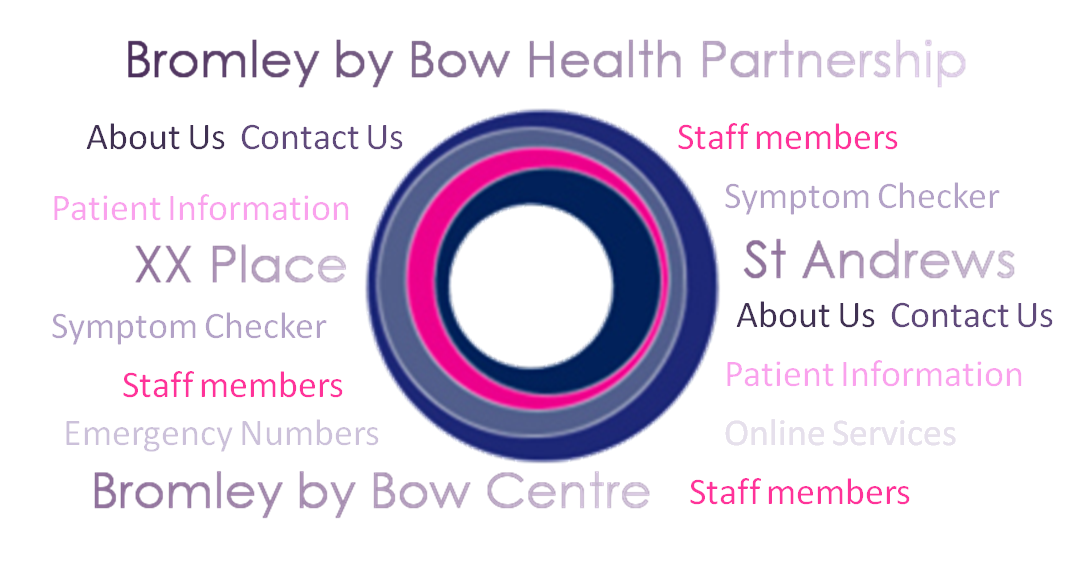 Bromley by Bow Health Partnership
About Us Contact Us
Staff members
Symptom Checker
Patient Information
XX Place
St Andrews
Symptom Checker
About Us Contact Us
Staff members
Patient Information
Emergency Numbers
Online Services
Bromley by Bow Centre
Staff members